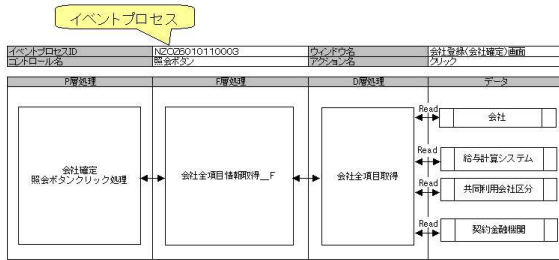 イベントプロセス
イベントプロセスID NZOZ6010110003 ウィンドウ名 会社登録(会社確定)画面
コントロール名 照会ボタン アクション名 クリック
P層処理 F層処理 D層処理 データ
Read
会社
Read
給与計算システム
会社確定
照会ボタンクリック処理
会社全項目情報取得__F
会社全項目取得
Read
共同利用会社区分
Read
契約金融機関